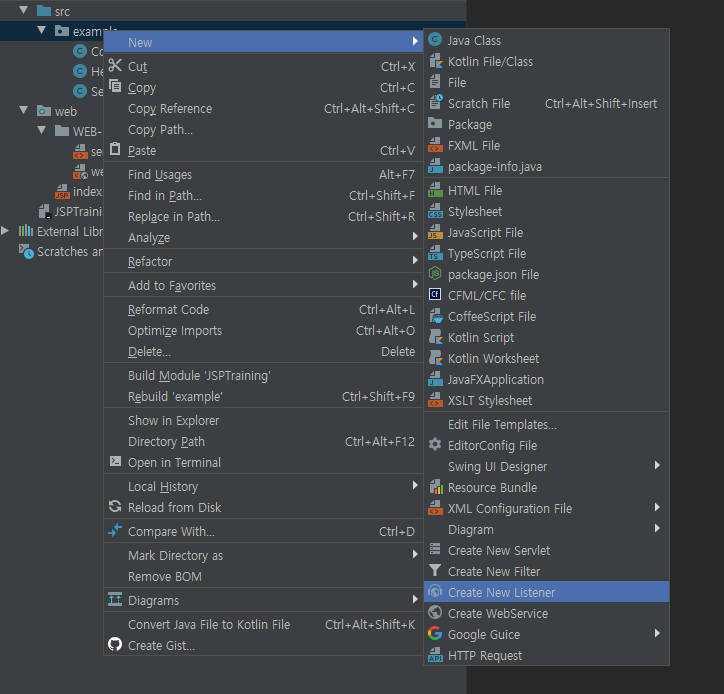 src
example
New
Cut Ctrl+X
Copy Ctrl+C
Copy Reference Ctrl+Alt+Shift+C
Copy Path...
Paste Ctrl+V
Find Usages Alt+F7
Find in Path... Ctrl+Shift+F
Replace in Path... Ctrl+Shift+R
Analyze
Refactor
Add to Favorites
Reformat Code Ctrl+Alt+L
Optimize Imports Ctrl+Alt+O
Delete... Delete
Build Module 'JSPTraining'
Rebuild 'example' Ctrl+Shift+F9
Show in Explorer
Directory Path Ctrl+Alt+F12
Open in Terminal
Local History
Reload from Disk
Compare With... Ctrl+D
Mark Directory as
Remove BOM
Diagrams
Convert Java File to Kotlin File Ctrl+Alt+Shift+K
Create Gist...
Java Class
Kotlin File/Class
File
Scratch File Ctrl+Alt+Shift+Insert
Package
FXML File
package-info.java
HTML File
Stylesheet
JavaScript File
TypeScript File
package.json File
CFML/CFC file
CoffeeScript File
Kotlin Script
Kotlin Worksheet
JavaFXApplication
XSLT Stylesheet
Edit File Templates...
EditorConfig File
Swing UI Designer
Resource Bundle
XML Configuration File
Diagram
Create New Servlet
Create New Filter
Create New Listener
Create WebService
Google Guice
HTTP Request
Co
He
Se
web
WEB-
se
we
index
JSPTraini
External Libr
Scratches an